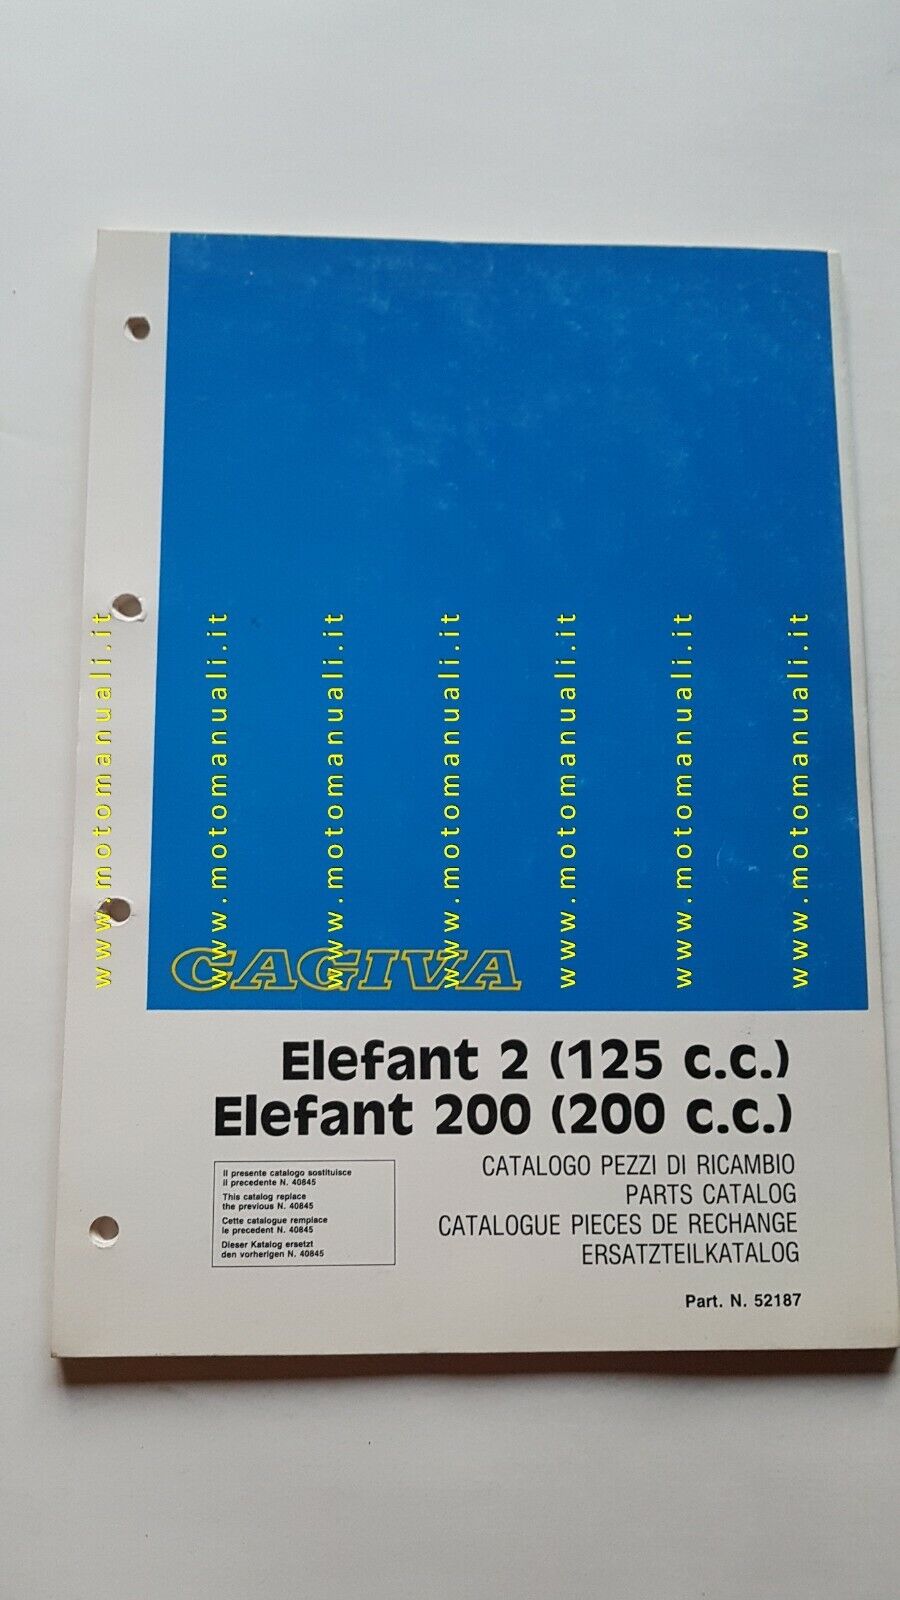 www.motomanuali.it
www.motomanuali.it
www.motomanuali.it
www.motomanuali.it
www.motomanuali.it
www.motomanuali.it
www.motomanuali.it
CAGIVA
Elefant 2 (125 c.c.)
Elefant 200 (200 c.c.)
Il presente catalogo sostituisce
il precedente N. 40845
This catalog replace
the previous N. 40845
Cette catalogue remplace
le precedent N. 40845
Dieser Katalog ersetzt
den vorherigen N. 40845
CATALOGO PEZZI DI RICAMBIO
PARTS CATALOG
CATALOGUE PIECES DE RECHANGE
ERSATZTEILKATALOG
Part. N. 52187